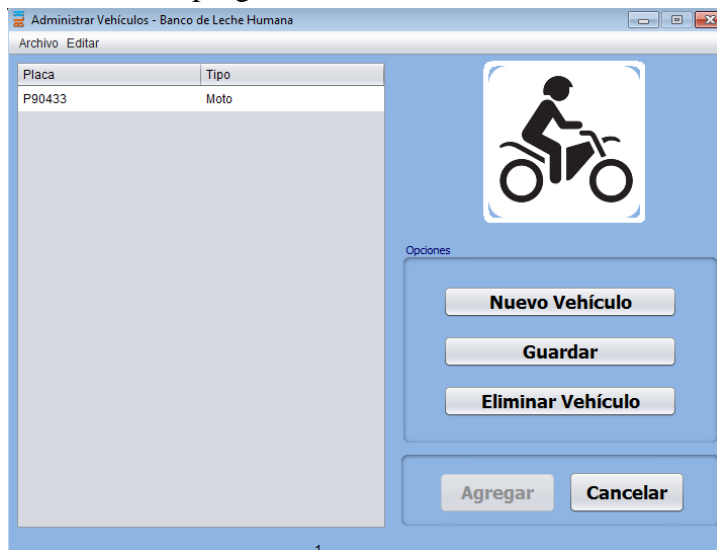 Administrar Vehículos - Banco de Leche Humana
Archivo Editar
Placa Tipo
P90433 Moto
Opciones
Nuevo Vehículo
Guardar
Eliminar Vehículo
Agregar Cancelar